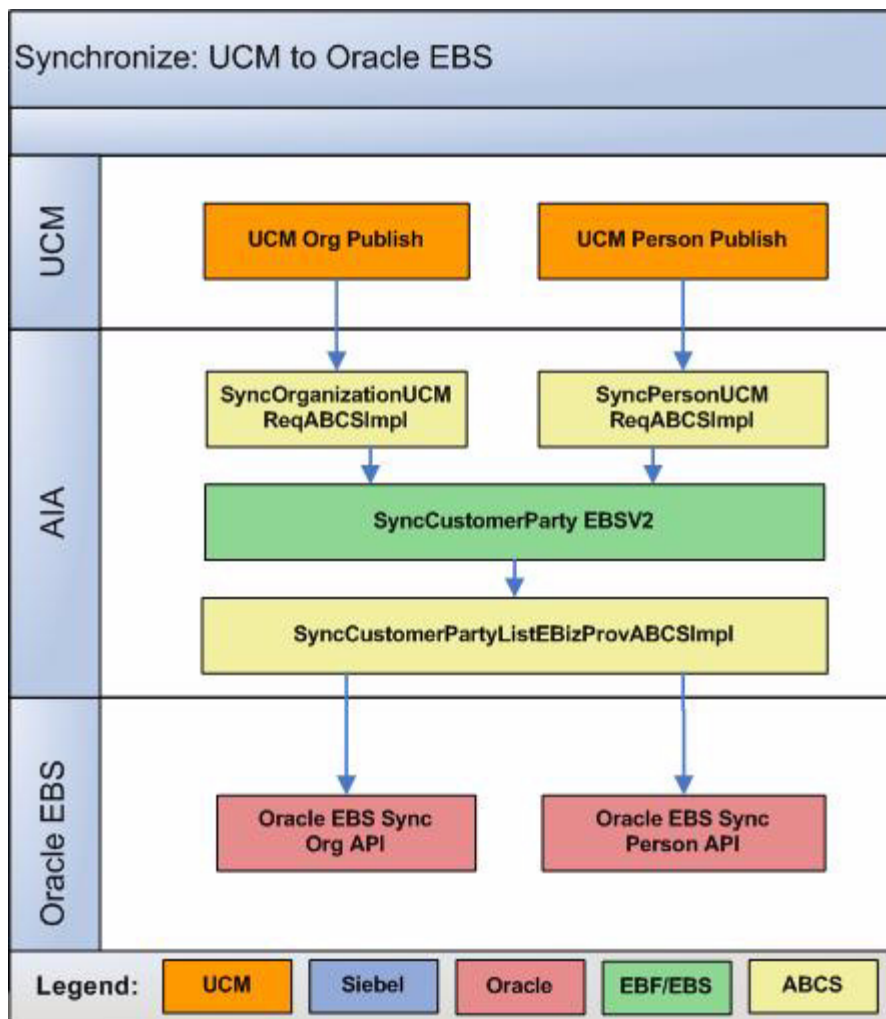 Synchronize: UCM to Oracle EBS
UCM
UCM Org Publish
UCM Person Publish
AIA
SyncOrganizationUCM
ReqABCSImpl
SyncPersonUCM
ReqABCSImpl
SyncCustomerParty EBSV2
SyncCustomerPartyListEBizProvABCSImpl
Oracle EBS
Oracle EBS Sync
Org API
Oracle EBS Sync
Person API
Legend:
UCM
Siebel
Oracle
EBF/EBS
ABCS